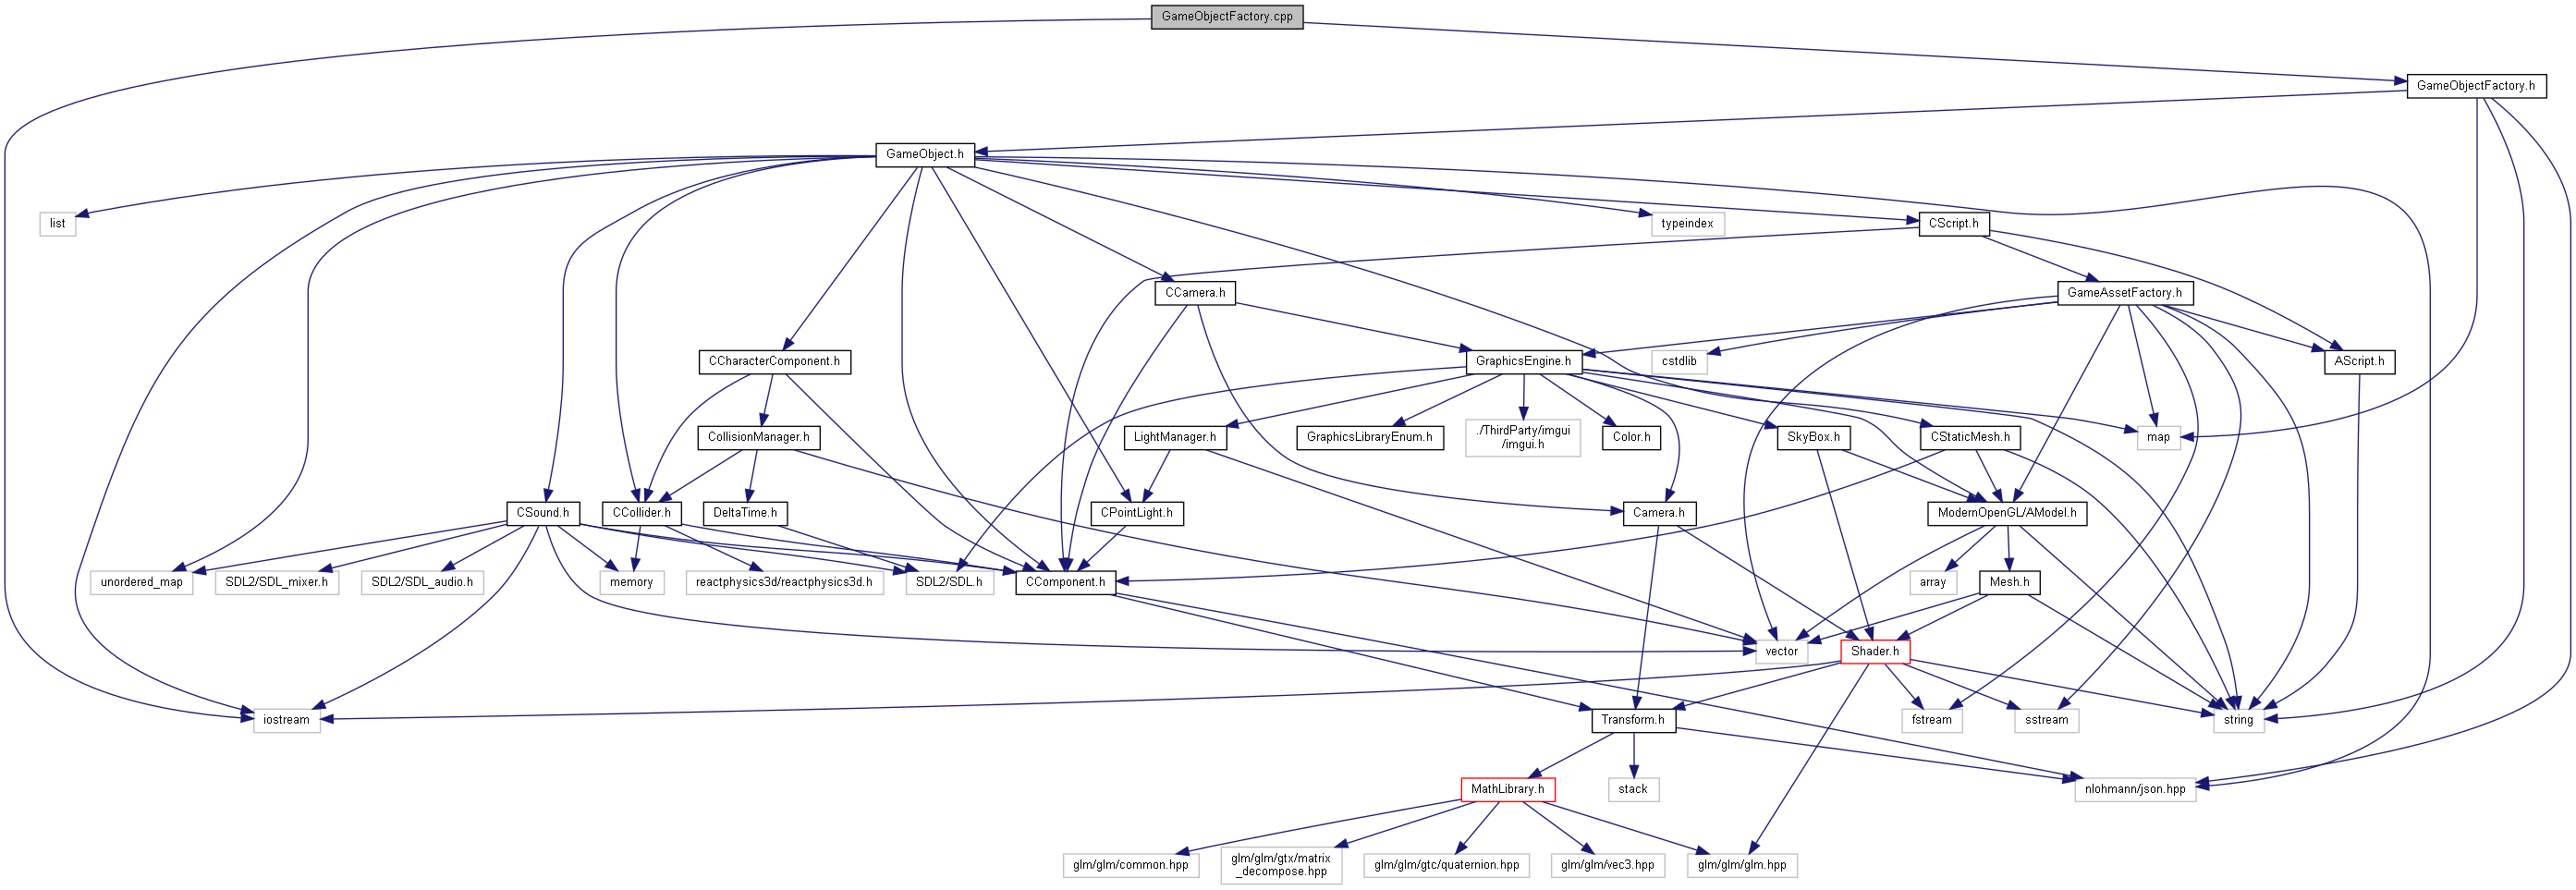 GameObjectFactory.cpp
GameObjectFactory.h
GameObject.h
list
typeindex
CScript.h
CCamera.h
GameAssetFactory.h
CCharacterComponent.h
GraphicsEngine.h
cstdlib
AScript.h
CollisionManager.h
LightManager.h
GraphicsLibraryEnum.h
./ThirdParty/imgui
/imgui.h
Color.h
SkyBox.h
CStaticMesh.h
map
CSound.h
CCollider.h
DeltaTime.h
CPointLight.h
Camera.h
ModernOpenGL/AModel.h
unordered_map
SDL2/SDL_mixer.h
SDL2/SDL_audio.h
memory
reactphysics3d/reactphysics3d.h
SDL2/SDL.h
CComponent.h
array
Mesh.h
vector
Shader.h
iostream
Transform.h
fstream
sstream
string
MathLibrary.h
stack
nlohmann/json.hpp
glm/glm/common.hpp
glm/glm/gtx/matrix
_decompose.hpp
glm/glm/gtc/quaternion.hpp
glm/glm/vec3.hpp
glm/glm/glm.hpp